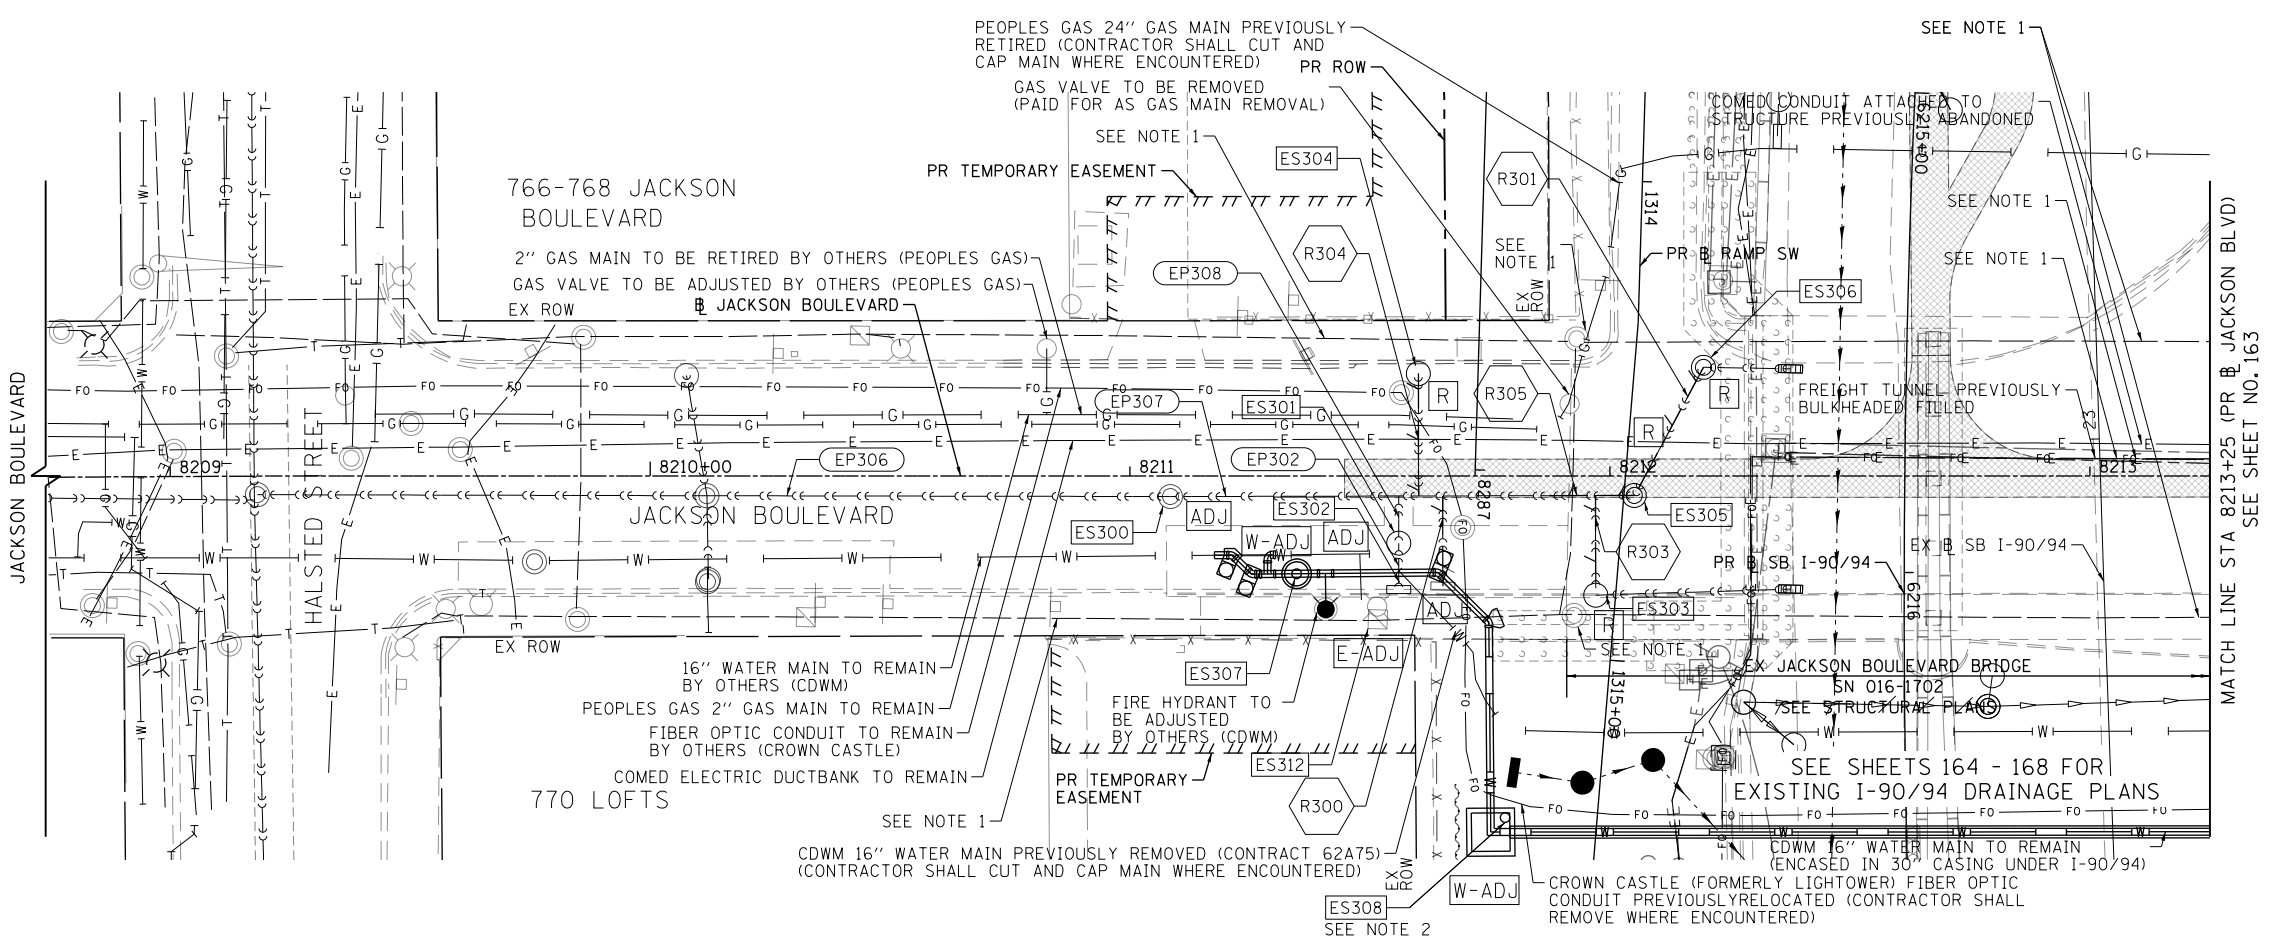 PEOPLES GAS 24'' GAS MAIN PREVIOUSLY
RETIRED (CONTRACTOR SHALL CUT AND
CAP MAIN WHERE ENCOUNTERED)
PR ROW
GAS VALVE TO BE REMOVED
(PAID FOR AS GAS MAIN REMOVAL)
SEE NOTE 1
PR TEMPORARY EASEMENT
ES304
R301
R304
SEE NOTE 1
COMED CONDUIT ATTACHED TO
STRUCTURE PREVIOUSLY ABANDONED
6215+00
SEE NOTE 1
SEE NOTE 1
1314
PR BL RAMP SW
SEE
NOTE 1
EX
ROW
ES306
766-768 JACKSON
BOULEVARD
2'' GAS MAIN TO BE RETIRED BY OTHERS (PEOPLES GAS)
GAS VALVE TO BE ADJUSTED BY OTHERS (PEOPLES GAS)
BL JACKSON BOULEVARD
EX ROW
EP308
EP307
ES301
R
R305
R
R
FREIGHT TUNNEL PREVIOUSLY
BULKHEADED FILLED
23
8209
8210+00
EP306
8211
EP302
8212
8213
JACKSON BOULEVARD
HALSTED STREET
JACKSON BOULEVARD
ES300
ADJ
W-ADJ
ES302
ADJ
8287
ES305
R303
EX BL SB I-90/94
PR BL SB I-90/94
6216
ES303
R
ADJ
SEE NOTE 1
EX ROW
16'' WATER MAIN TO REMAIN
BY OTHERS (CDWM)
PEOPLES GAS 2'' GAS MAIN TO REMAIN
FIBER OPTIC CONDUIT TO REMAIN
BY OTHERS (CROWN CASTLE)
COMED ELECTRIC DUCTBANK TO REMAIN
770 LOFTS
SEE NOTE 1
ES307
E-ADJ
FIRE HYDRANT TO
BE ADJUSTED
BY OTHERS (CDWM)
ES312
PR TEMPORARY
EASEMENT
R300
1315+00
EX JACKSON BOULEVARD BRIDGE
SN 016-1702
SEE STRUCTURAL PLANS
SEE SHEETS 164 - 168 FOR
EXISTING I-90/94 DRAINAGE PLANS
CDWM 16'' WATER MAIN PREVIOUSLY REMOVED (CONTRACT 62A75)
(CONTRACTOR SHALL CUT AND CAP MAIN WHERE ENCOUNTERED)
EX
ROW
CDWM 16'' WATER MAIN TO REMAIN
(ENCASED IN 30'' CASING UNDER I-90/94)
W-ADJ
CROWN CASTLE (FORMERLY LIGHTOWER) FIBER OPTIC
CONDUIT PREVIOUSLYRELOCATED (CONTRACTOR SHALL
REMOVE WHERE ENCOUNTERED)
ES308
SEE NOTE 2
MATCH LINE STA 8213+25 (PR BL JACKSON BLVD)
SEE SHEET NO. 163